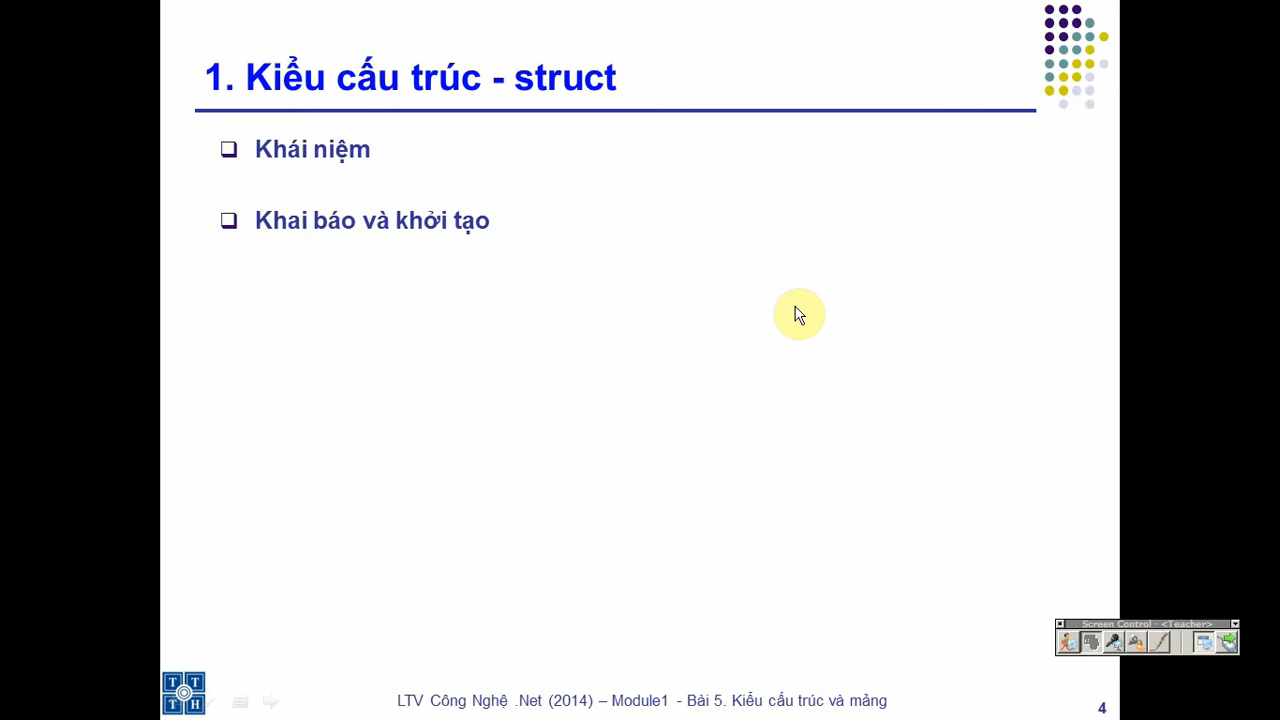 1. Kiểu cấu trúc - struct
Khái niệm
Khai báo và khởi tạo
Screen Control - <Teacher>
T T
T H
LTV Công Nghệ .Net (2014) – Module1 - Bài 5. Kiểu cấu trúc và mảng
4